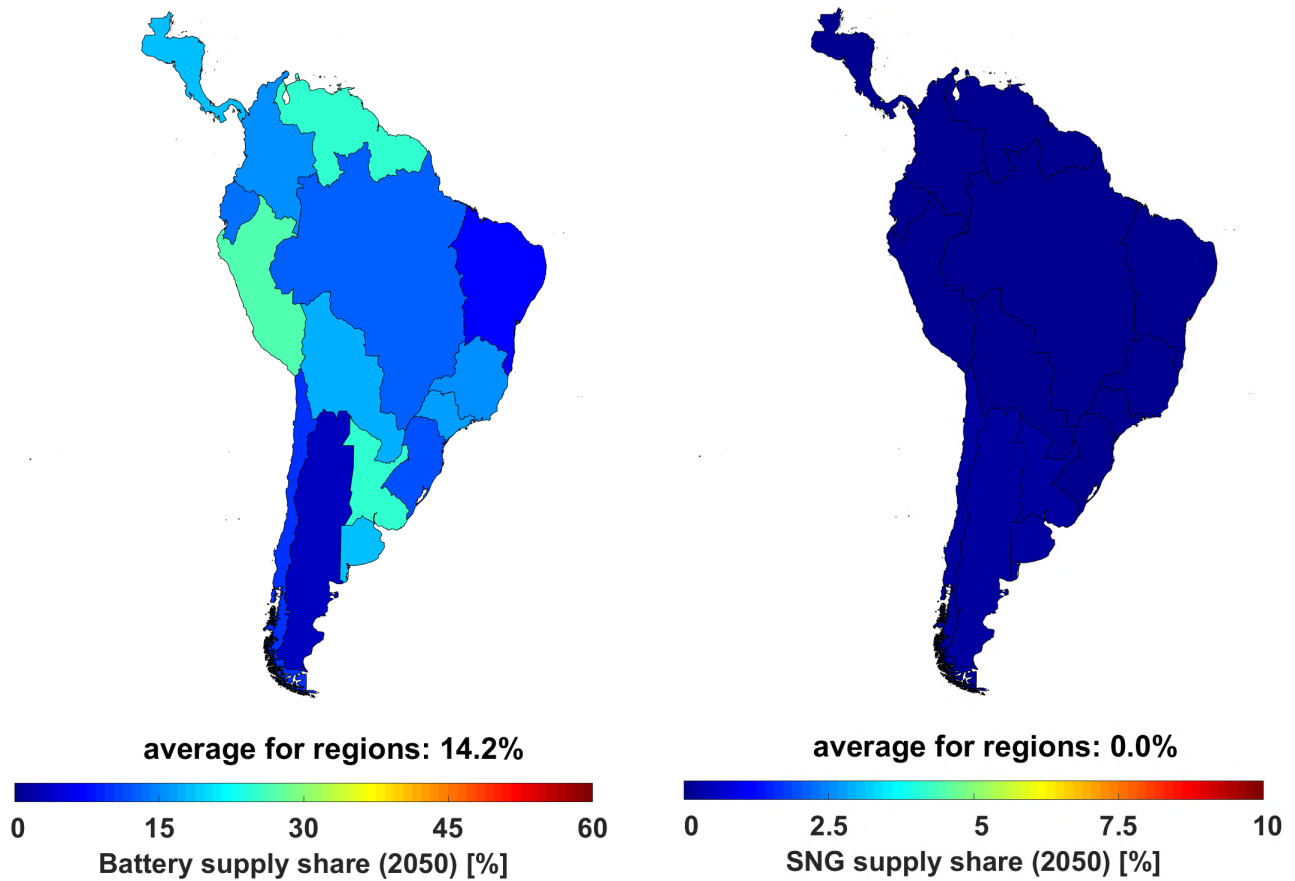 average for regions: 14.2%
0 15 30 45 60
Battery supply share (2050) [%]
average for regions: 0.0%
0 2.5 5 7.5 10
SNG supply share (2050) [%]